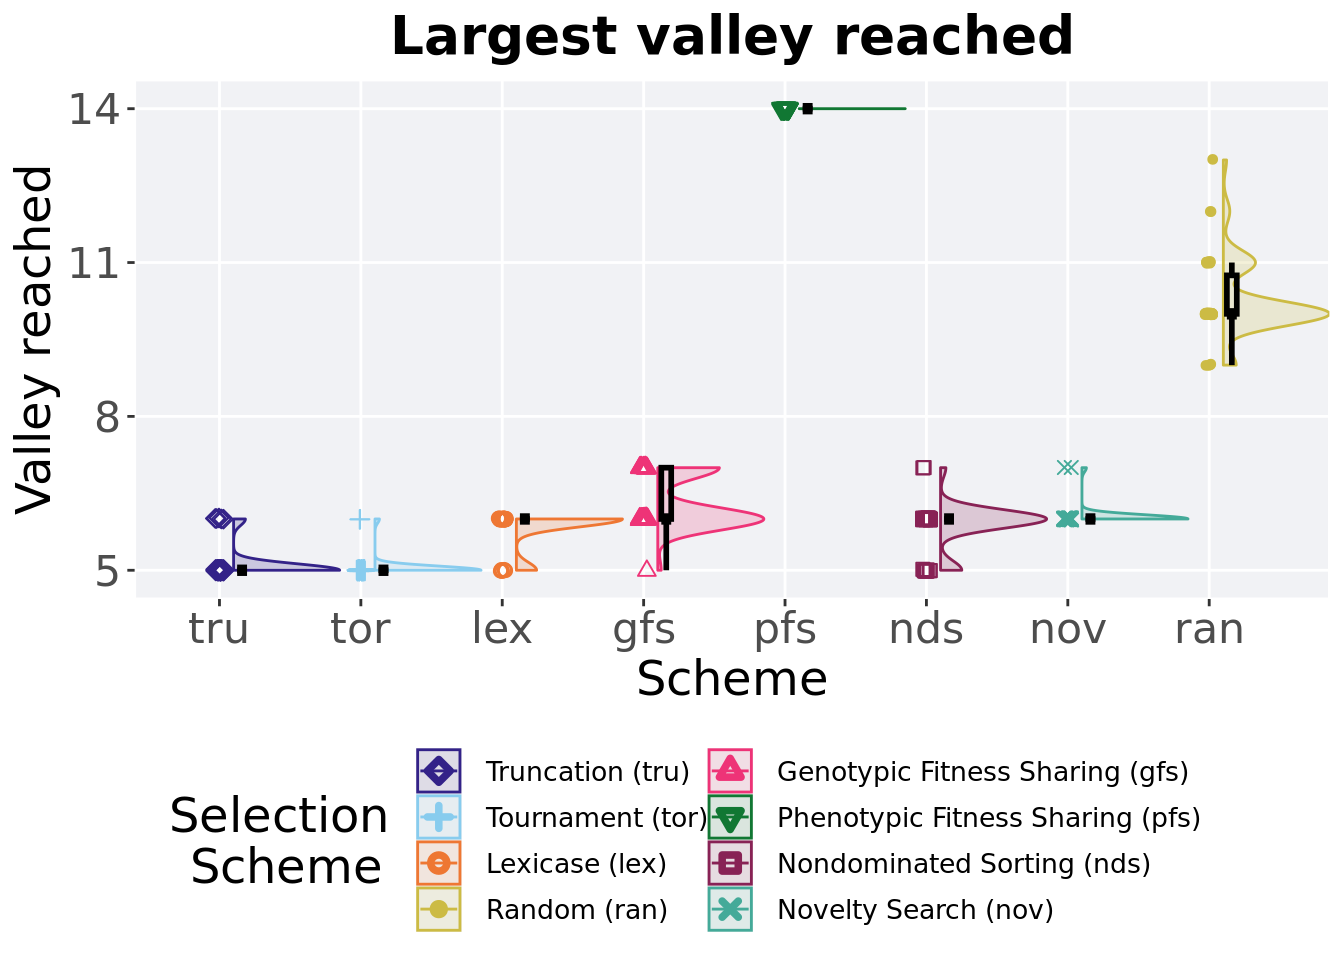 Largest valley reached
14
11
8
5
Valley reached
tru tor lex gfs pfs nds nov ran
Scheme
Selection
Scheme
Truncation (tru)
Tournament (tor)
Lexicase (lex)
Random (ran)
Genotypic Fitness Sharing (gfs)
Phenotypic Fitness Sharing (pfs)
Nondominated Sorting (nds)
Novelty Search (nov)